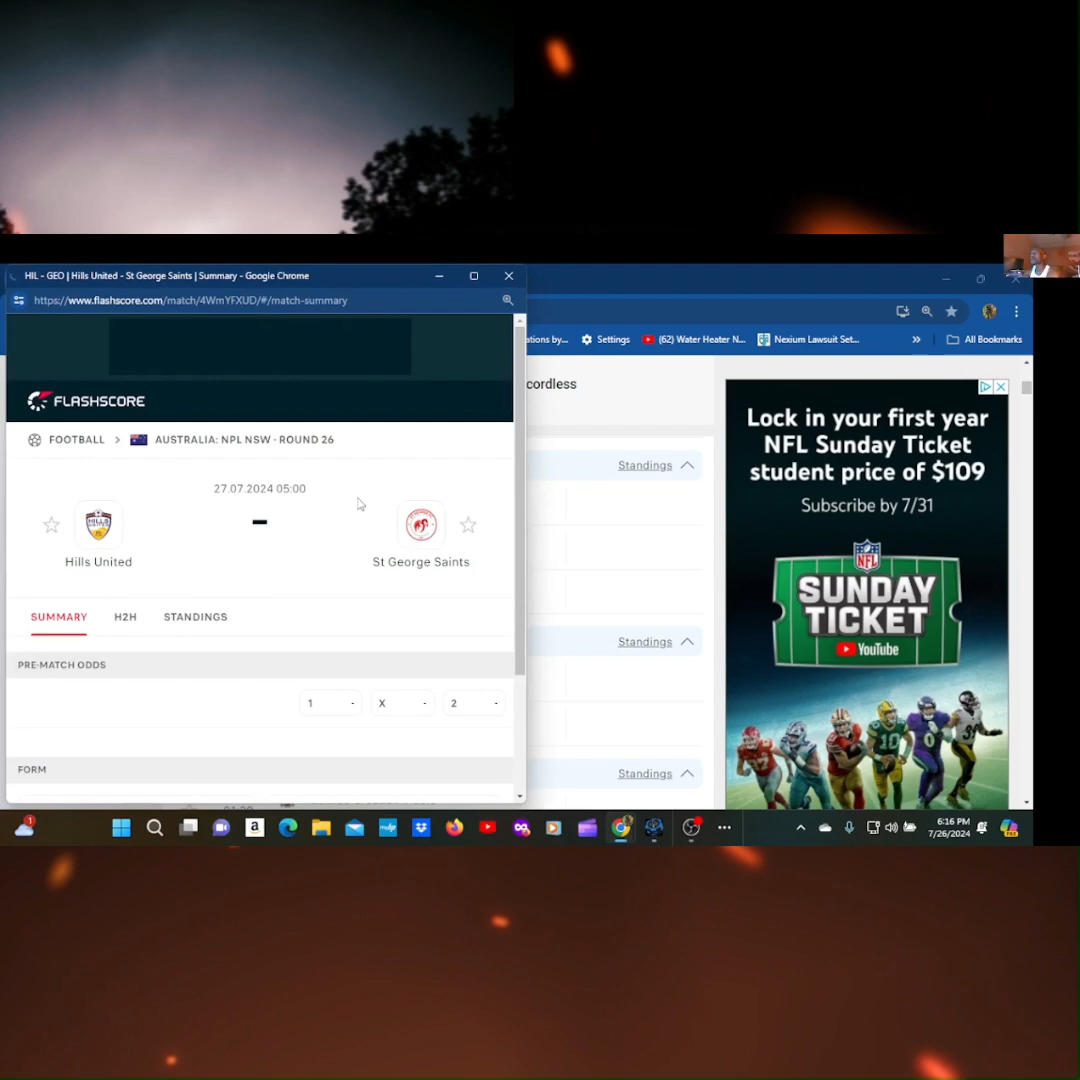 HIL - GEO | Hills United - St George Saints | Summary - Google Chrome
https://www.flashscore.com/match/4WmYFXUD/#/match-summary
FLASHSCORE
FOOTBALL > AUSTRALIA: NPL NSW - ROUND 26
27.07.2024 05:00
-
HILLS
Hills United
St George Saints
SUMMARY H2H STANDINGS
PRE-MATCH ODDS
1 - X - 2 -
FORM
ations by... Settings (62) Water Heater N... Nexium Lawsuit Set... » All Bookmarks
cordless
Standings
Standings
Standings
Lock in your first year
NFL Sunday Ticket
student price of $109
Subscribe by 7/31
NFL
SUNDAY
TICKET
YouTube
1
a
6:16 PM
7/26/2024